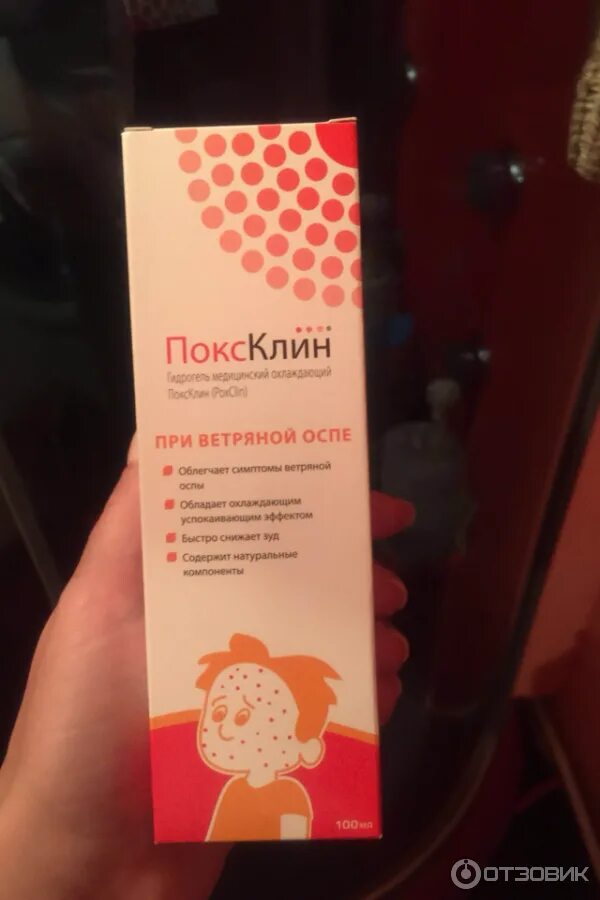 ПоксКлин
Гидрогель медицинский охлаждающий
ПоксКлин (PoxClin)
ПРИ ВЕТРЯНОЙ ОСПЕ
Облегчает симптомы ветряной
оспы
Обладает охлаждающим
успокаивающим эффектом
Быстро снижает зуд
Содержит натуральные
компоненты
100 мл
ОТЗОВИК